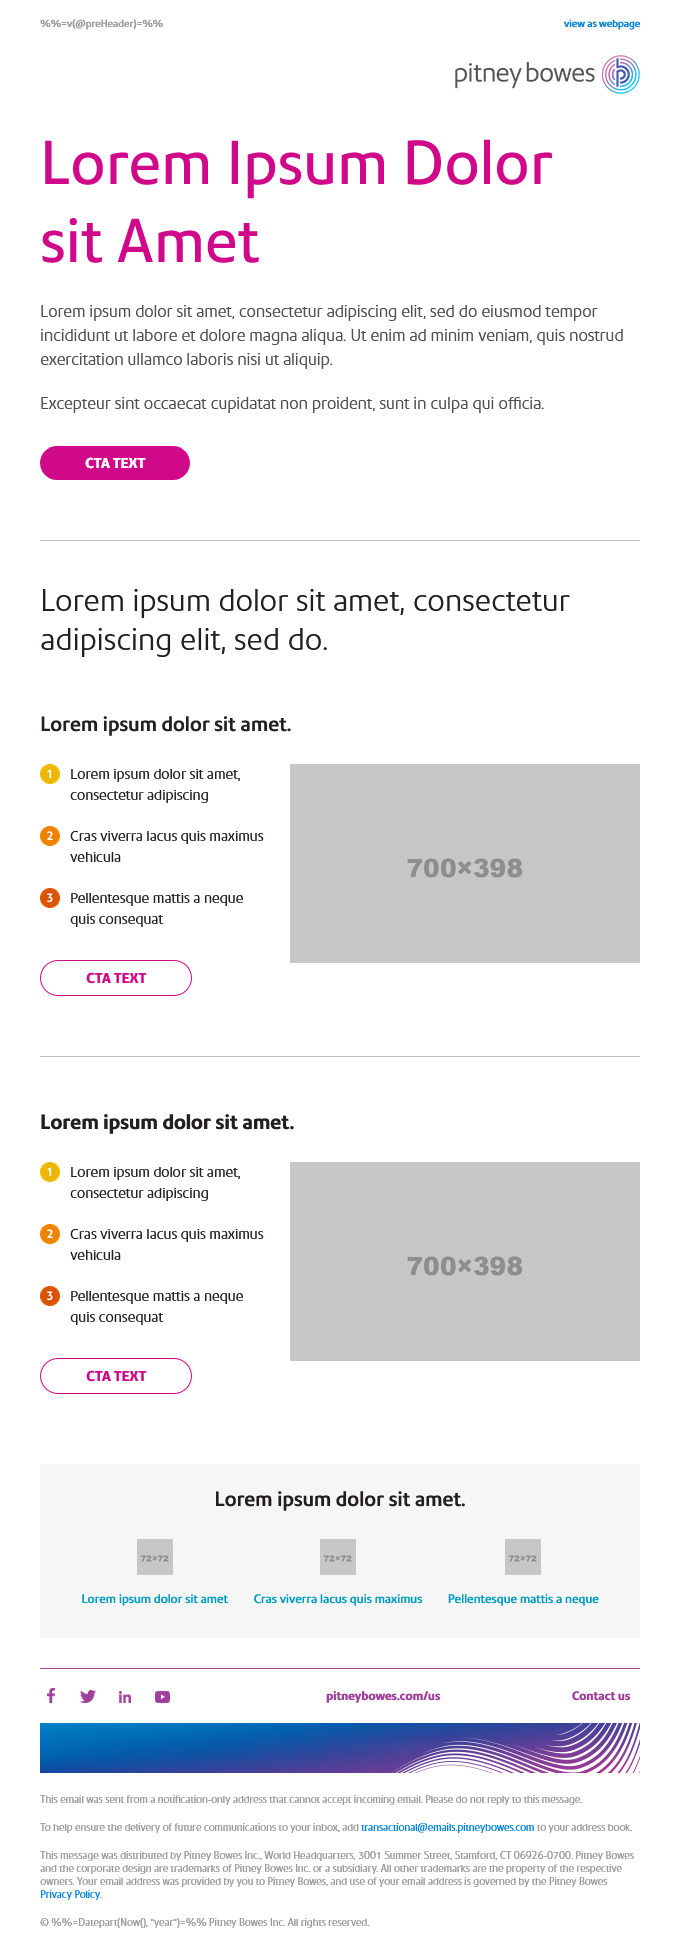 %%=v(@preHeader)=%%
view as webpage
pitney bowes
Lorem Ipsum Dolor
sit Amet
Lorem ipsum dolor sit amet, consectetur adipiscing elit, sed do eiusmod tempor
incididunt ut labore et dolore magna aliqua. Ut enim ad minim veniam, quis nostrud
exercitation ullamco laboris nisi ut aliquip.
Excepteur sint occaecat cupidatat non proident, sunt in culpa qui officia.
CTA TEXT
Lorem ipsum dolor sit amet, consectetur
adipiscing elit, sed do.
Lorem ipsum dolor sit amet.
1 Lorem ipsum dolor sit amet,
consectetur adipiscing
2 Cras viverra lacus quis maximus
vehicula
3 Pellentesque mattis a neque
quis consequat
CTA TEXT
700×398
Lorem ipsum dolor sit amet.
1 Lorem ipsum dolor sit amet,
consectetur adipiscing
2 Cras viverra lacus quis maximus
vehicula
3 Pellentesque mattis a neque
quis consequat
CTA TEXT
700×398
Lorem ipsum dolor sit amet.
72×72
72×72
72×72
Lorem ipsum dolor sit amet
Cras viverra lacus quis maximus
Pellentesque mattis a neque
pitneybowes.com/us
Contact us
This email was sent from a notification-only address that cannot accept incoming email. Please do not reply to this message.
To help ensure the delivery of future communications to your inbox, add transactional@emails.pitneybowes.com to your address book.
This message was distributed by Pitney Bowes Inc., World Headquarters, 3001 Summer Street, Stamford, CT 06926-0700. Pitney Bowes
and the corporate design are trademarks of Pitney Bowes Inc. or a subsidiary. All other trademarks are the property of the respective
owners. Your email address was provided by you to Pitney Bowes, and use of your email address is governed by the Pitney Bowes
Privacy Policy.
© %%=Datepart(Now(), "year")=%% Pitney Bowes Inc. All rights reserved.